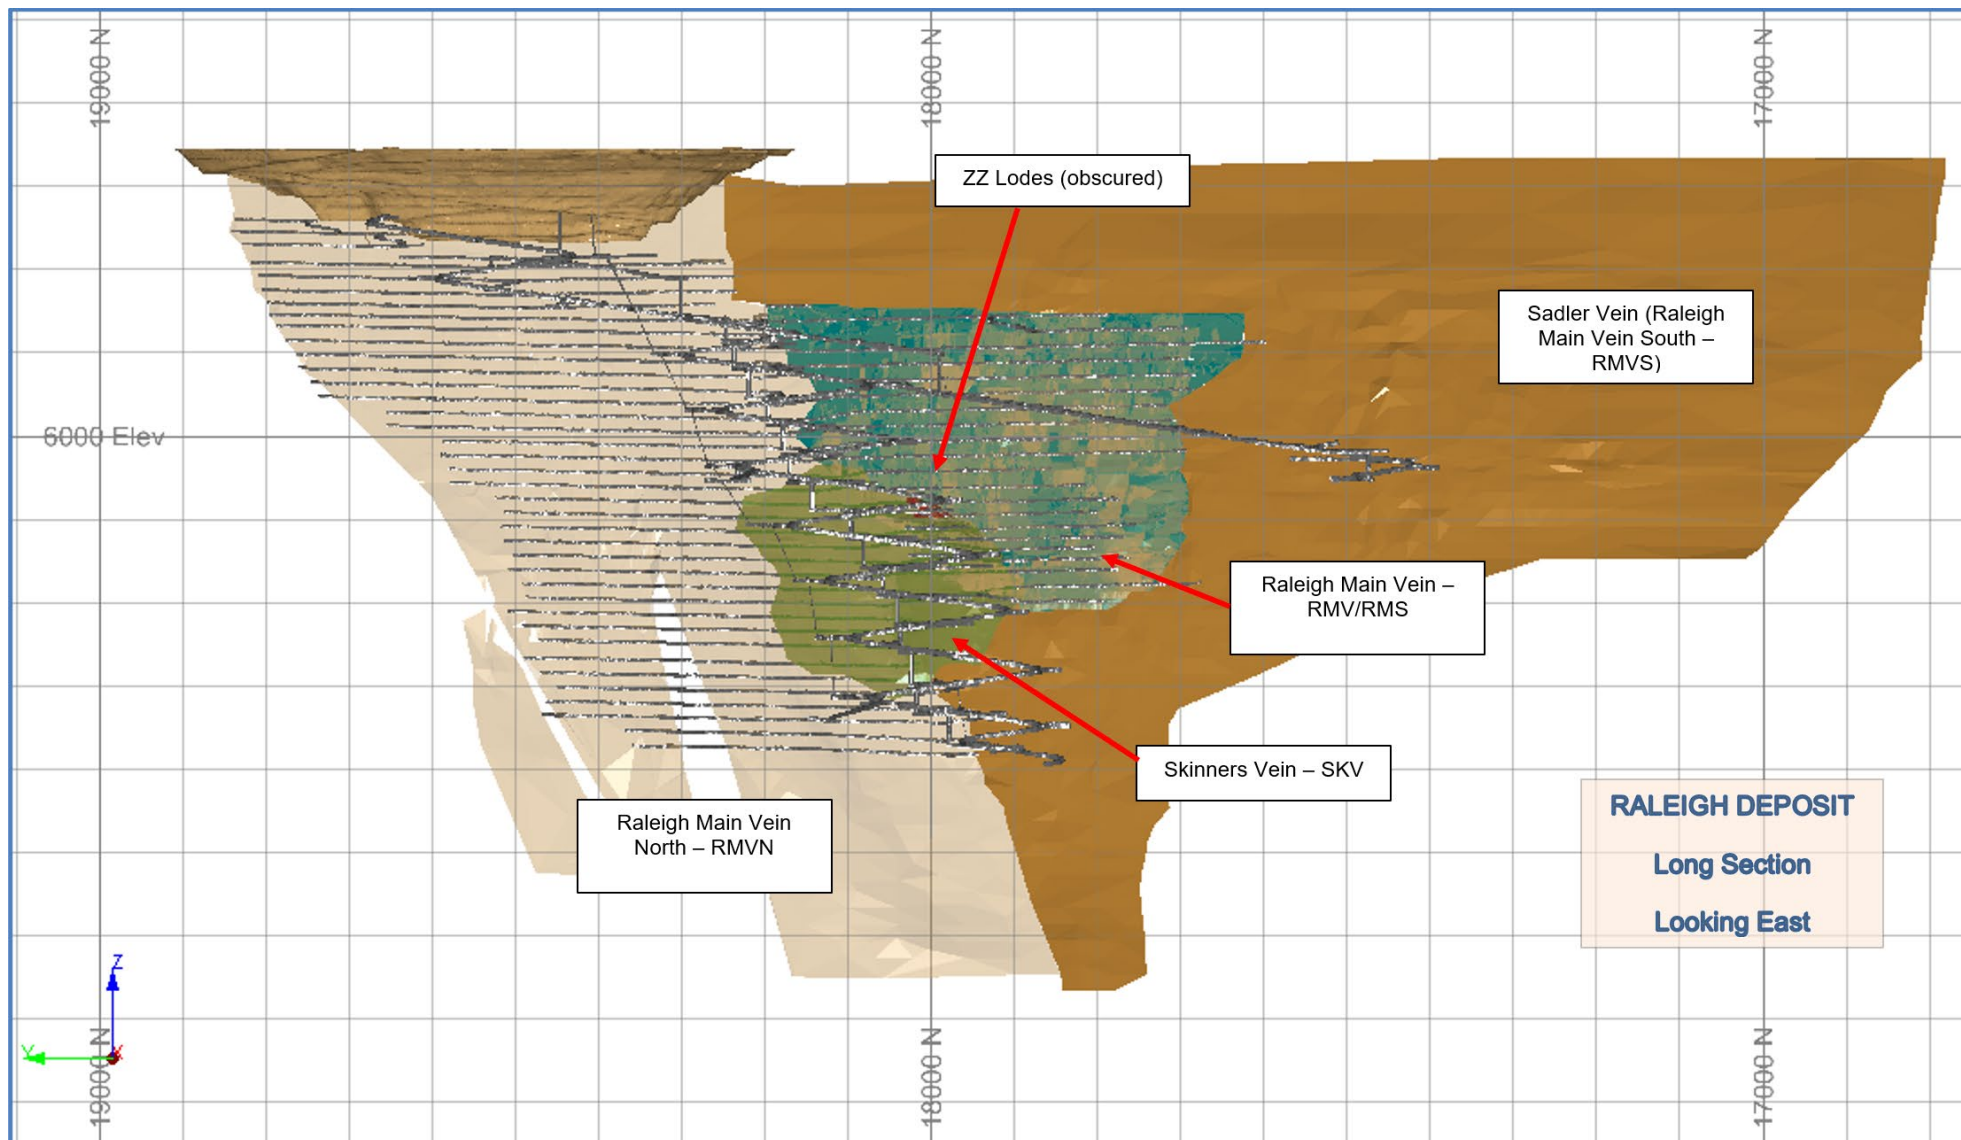 19000 N
18000 N
17000 N
ZZ Lodes (obscured)
Sadler Vein (Raleigh
Main Vein South –
RMVS)
6000 Elev
Raleigh Main Vein –
RMV/RMS
Skinners Vein – SKV
Raleigh Main Vein
North – RMVN
RALEIGH DEPOSIT
Long Section
Looking East
Z
Y
X
19000 N
18000 N
17000 N